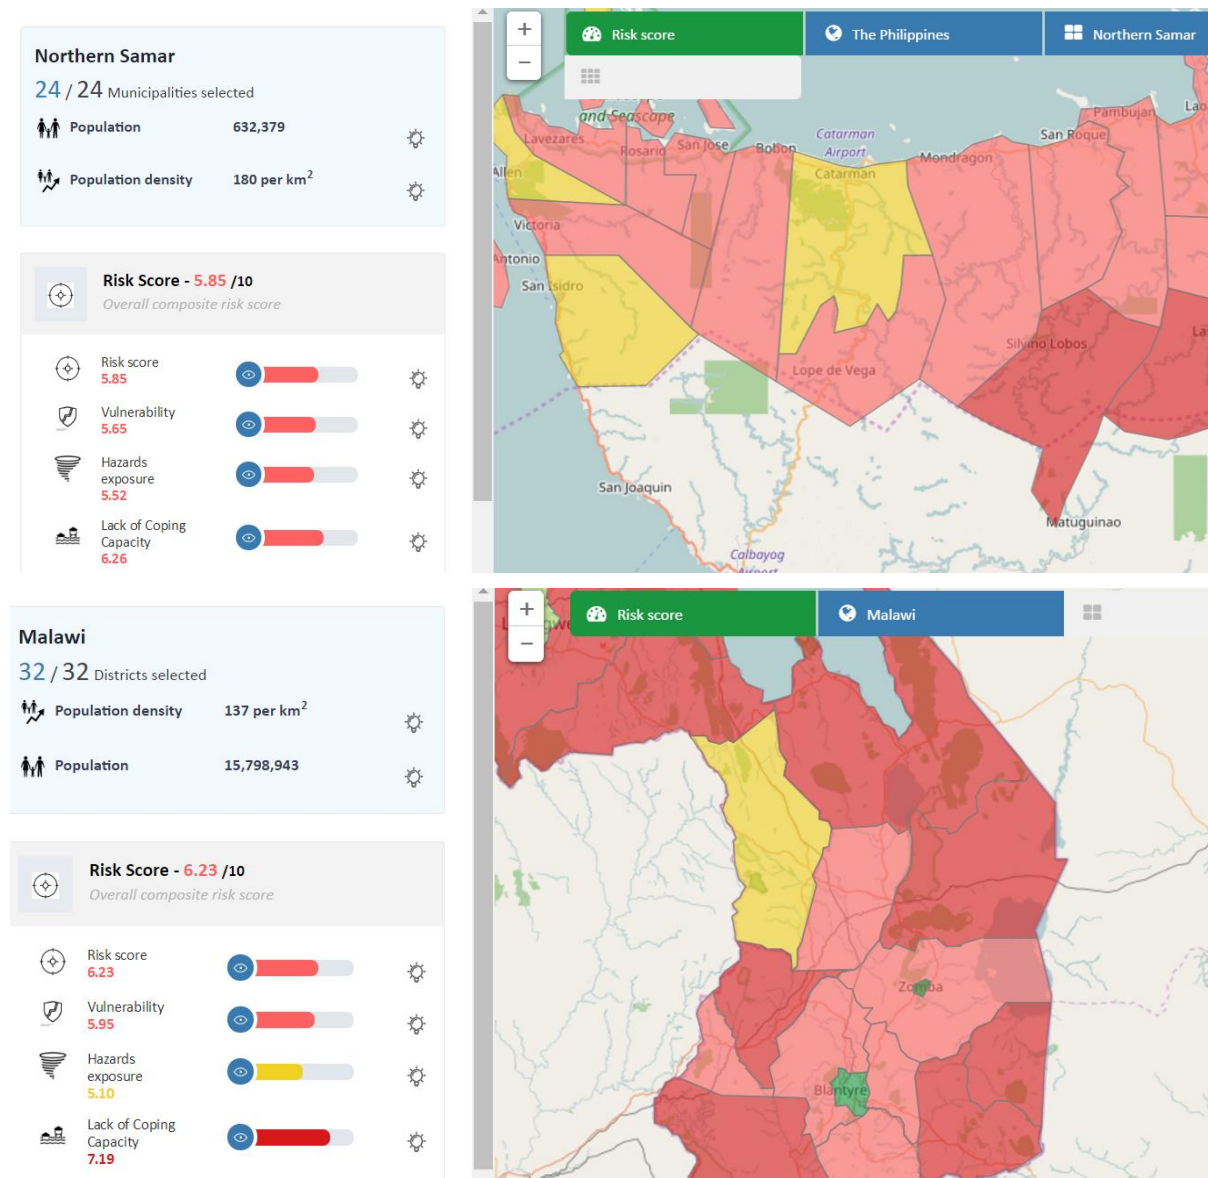 Northern Samar
24 / 24 Municipalities selected
Population 632,379
Population density 180 per km²
Risk Score - 5.85 /10
Overall composite risk score
Risk score
5.85
Vulnerability
5.65
Hazards
exposure
5.52
Lack of Coping
Capacity
6.26
+
−
Risk score
The Philippines
Northern Samar
and Seascape
Lavezares
Rosario
San Jose
Bobon
Catarman
Airport
Catarman
Mondragon
San Roque
Pambujan
Lao
Allen
Victoria
Antonio
San Isidro
Lope de Vega
Silvino Lobos
La
San Joaquin
Matuguinao
Calbayog
Airport
Malawi
32 / 32 Districts selected
Population density 137 per km²
Population 15,798,943
Risk Score - 6.23 /10
Overall composite risk score
Risk score
6.23
Vulnerability
5.95
Hazards
exposure
5.10
Lack of Coping
Capacity
7.19
+
−
Risk score
Malawi
Zomba
Blantyre